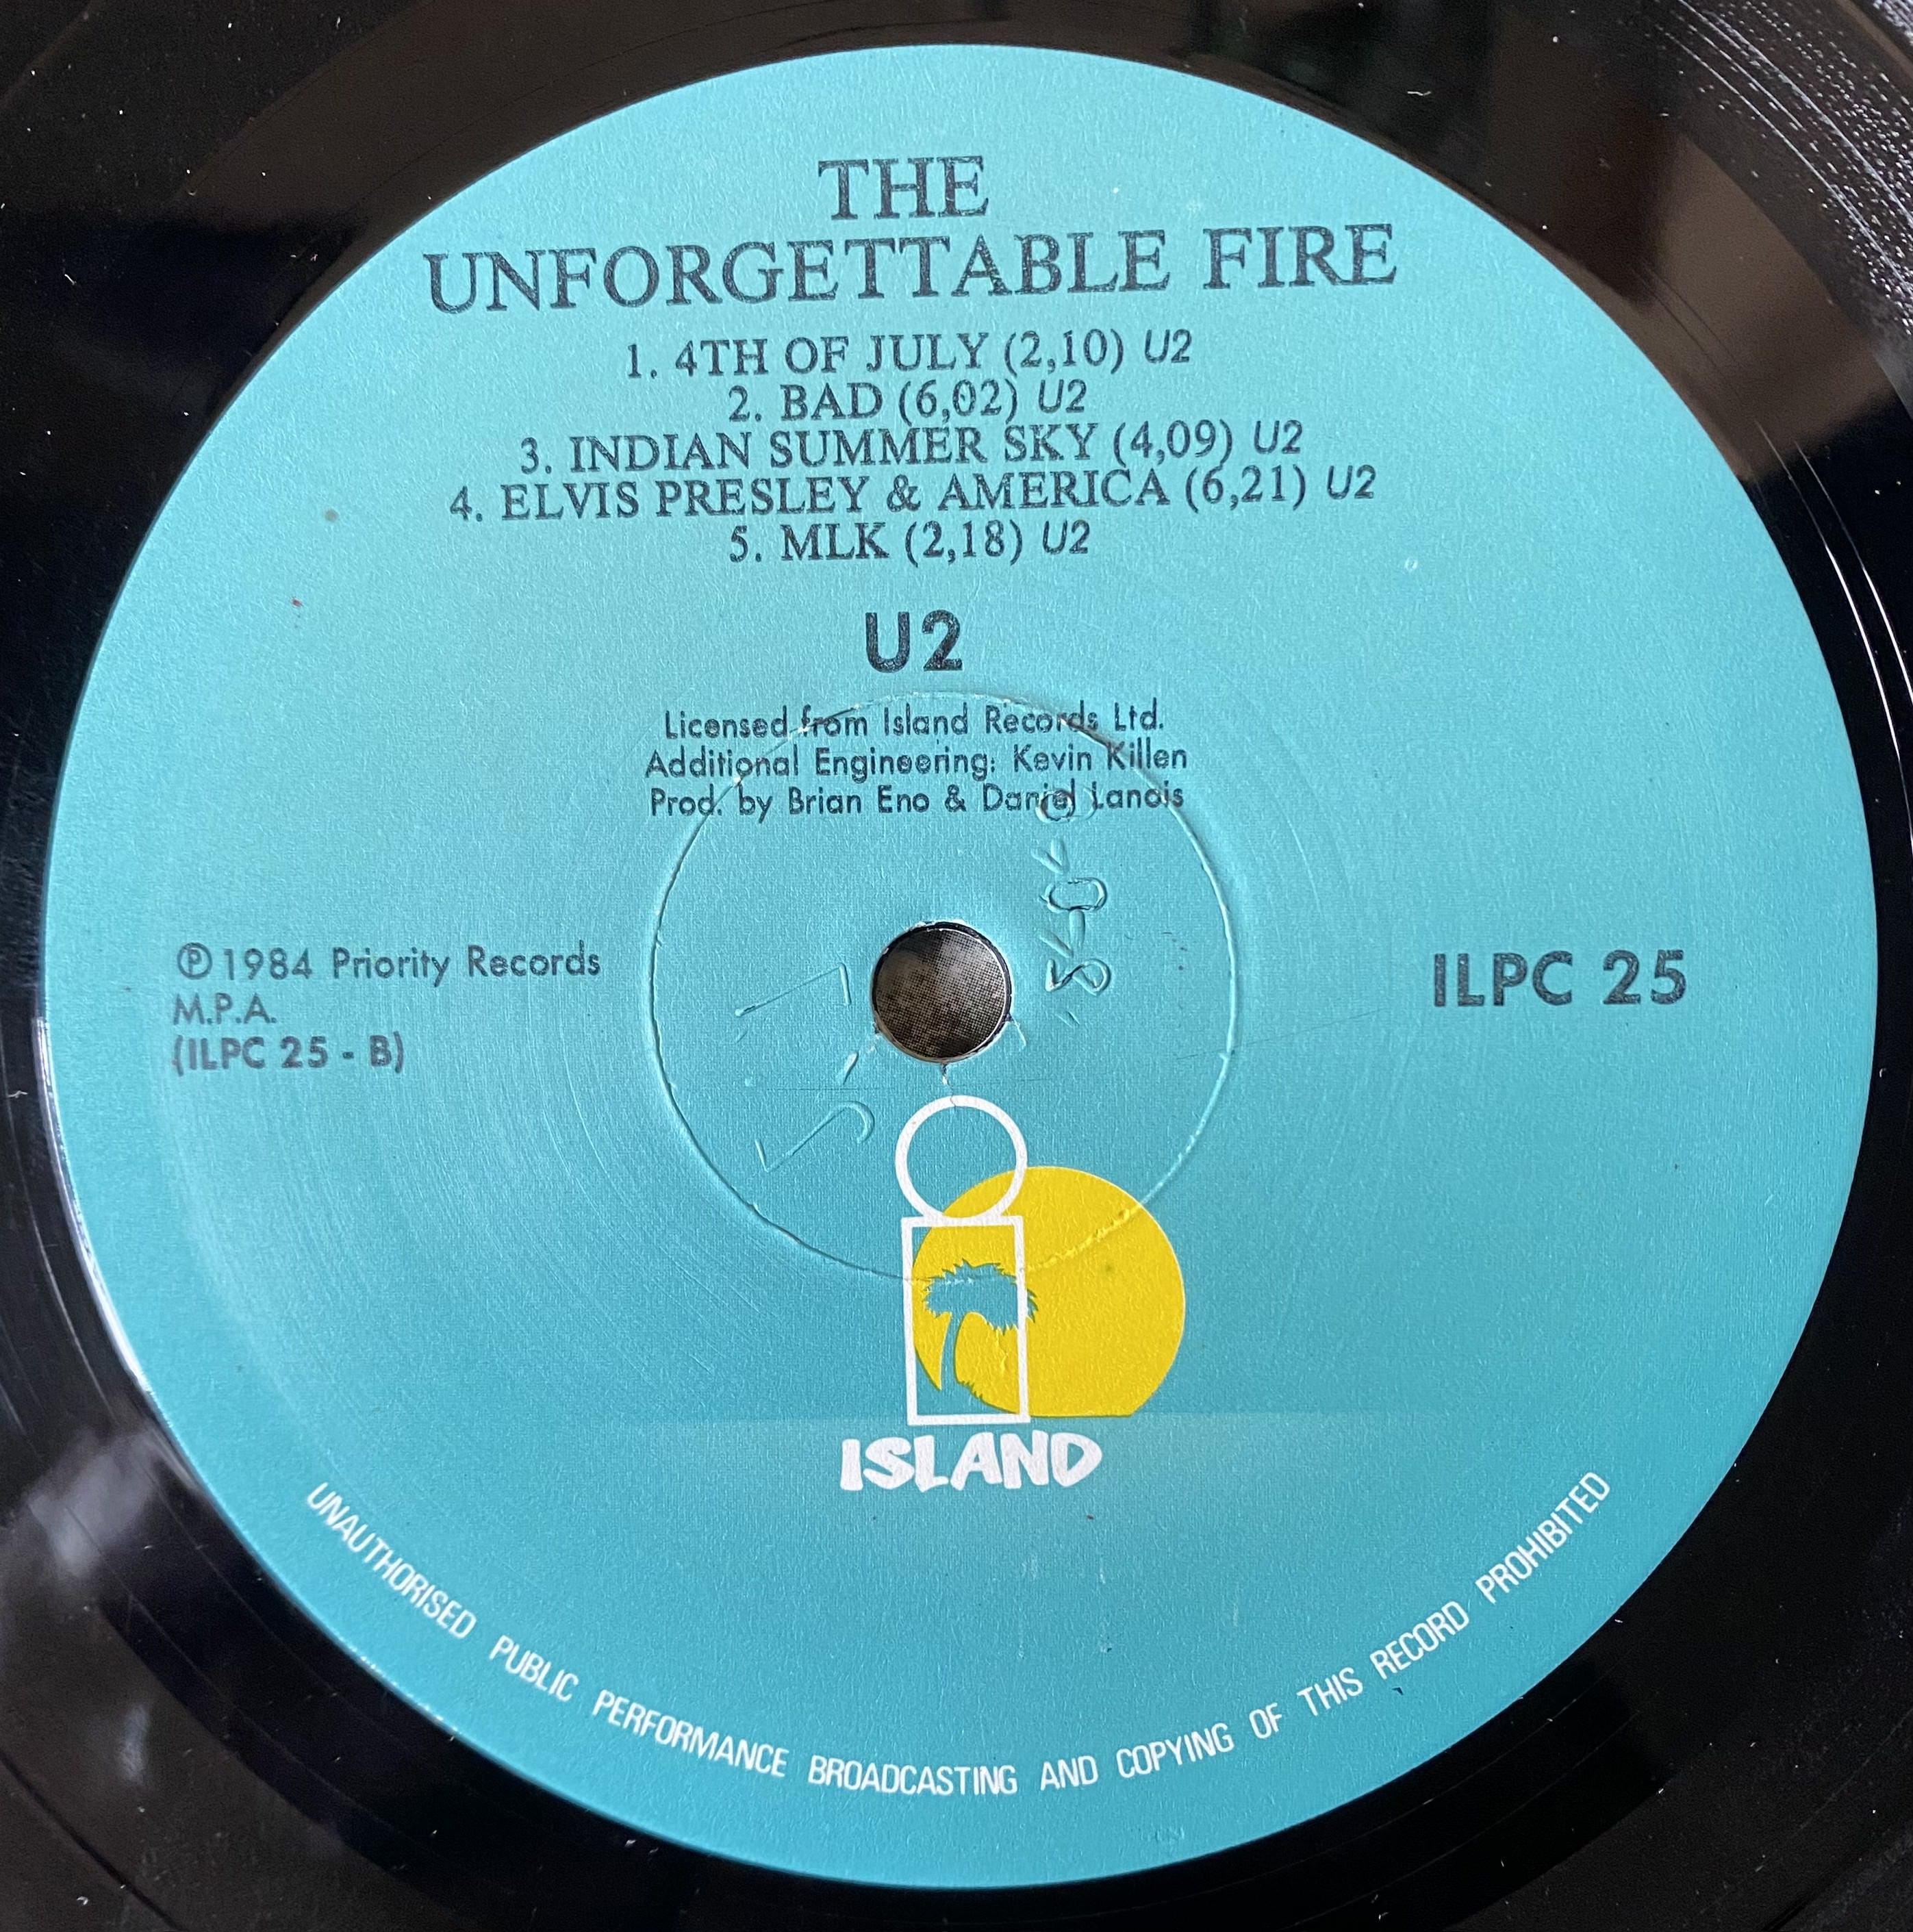 THE
UNFORGETTABLE FIRE
1. 4TH OF JULY (2,10) U2
2. BAD (6,02) U2
3. INDIAN SUMMER SKY (4,09) U2
4. ELVIS PRESLEY & AMERICA (6,21) U2
5. MLK (2,18) U2
U2
Licensed from Island Records Ltd.
Additional Engineering: Kevin Killen
Prod. by Brian Eno & Daniel Lanois
℗1984 Priority Records
M.P.A.
(ILPC 25 - B)
ILPC 25
ISLAND
UNAUTHORISED PUBLIC PERFORMANCE BROADCASTING AND COPYING OF THIS RECORD PROHIBITED